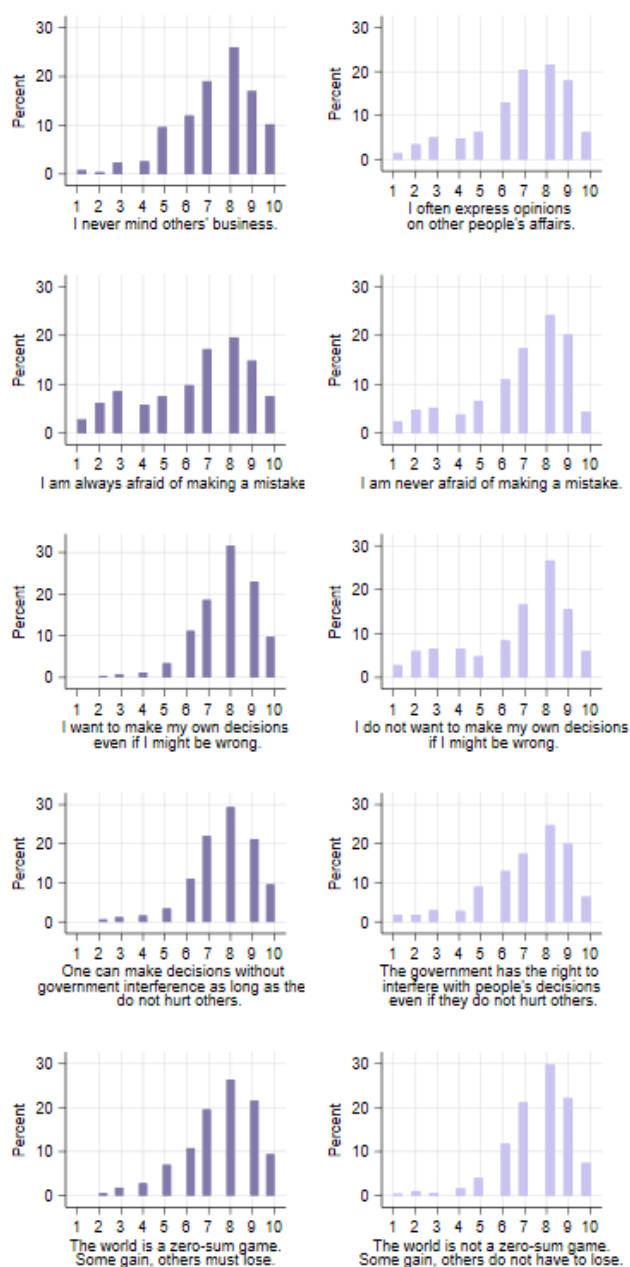 30
20
10
0
Percent
1 2 3 4 5 6 7 8 9 10
I never mind others' business.
30
20
10
0
Percent
1 2 3 4 5 6 7 8 9 10
I often express opinions
on other people's affairs.
30
20
10
0
Percent
1 2 3 4 5 6 7 8 9 10
I am always afraid of making a mistake
30
20
10
0
Percent
1 2 3 4 5 6 7 8 9 10
I am never afraid of making a mistake.
30
20
10
0
Percent
1 2 3 4 5 6 7 8 9 10
I want to make my own decisions
even if I might be wrong.
30
20
10
0
Percent
1 2 3 4 5 6 7 8 9 10
I do not want to make my own decisions
if I might be wrong.
30
20
10
0
Percent
1 2 3 4 5 6 7 8 9 10
One can make decisions without
government interference as long as the
do not hurt others.
30
20
10
0
Percent
1 2 3 4 5 6 7 8 9 10
The government has the right to
interfere with people's decisions
even if they do not hurt others.
30
20
10
0
Percent
1 2 3 4 5 6 7 8 9 10
The world is a zero-sum game.
Some gain, others must lose.
30
20
10
0
Percent
1 2 3 4 5 6 7 8 9 10
The world is not a zero-sum game.
Some gain, others do not have to lose.